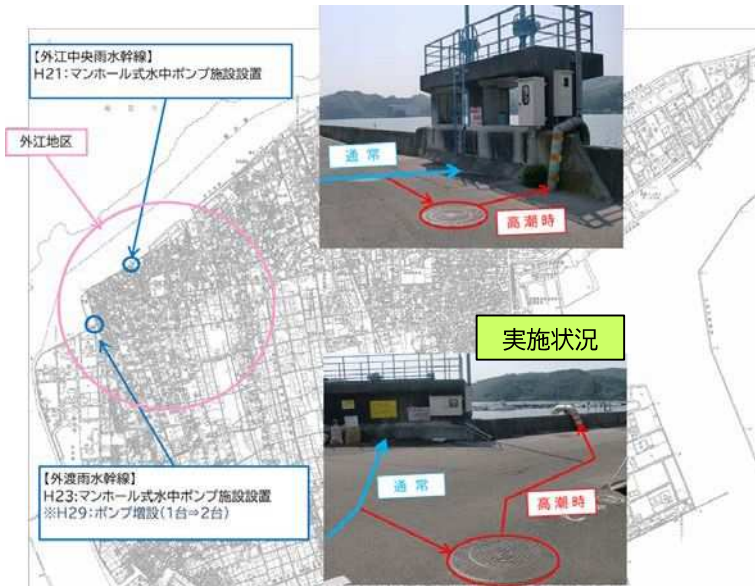 【外江中央雨水幹線】
H21：マンホール式水中ポンプ施設設置
外江地区
通常
高潮時
実施状況
通常
高潮時
【外渡雨水幹線】
H23:マンホール式水中ポンプ施設設置
※H29：ポンプ増設(1台⇒2台)